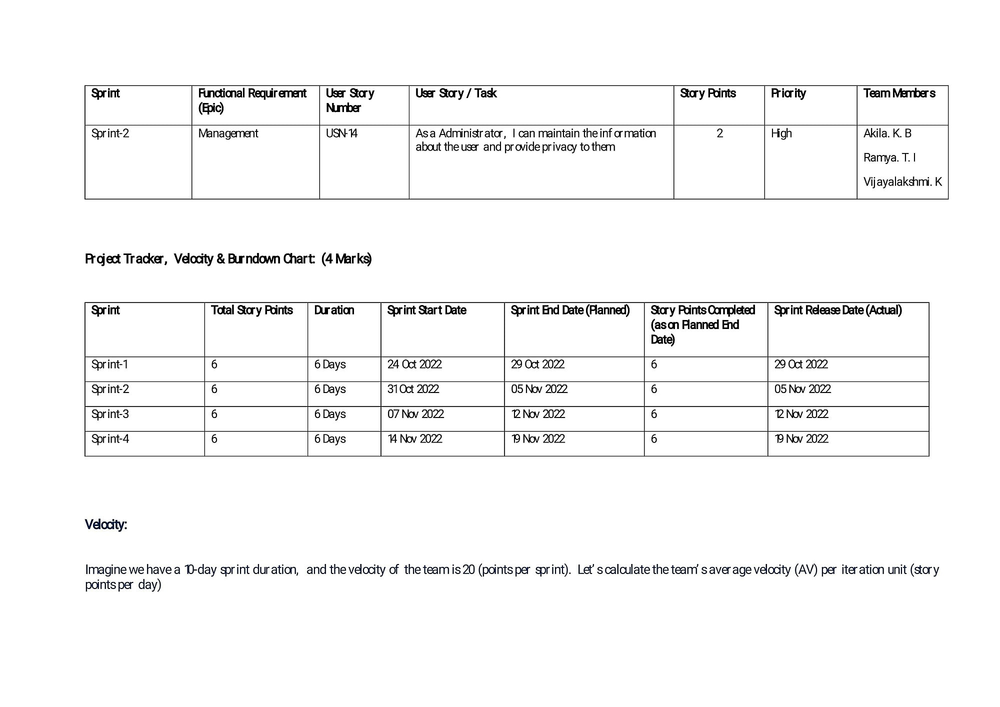 Sprint Functional Requirement (Epic) User Story Number User Story / Task Story Points Priority Team Members
Sprint-2 Management USN-14 As a Administrator, I can maintain the information about the user and provide privacy to them 2 High Akila. K. B
Ramya. T. I
Vijayalakshmi. K
Project Tracker, Velocity & Burndown Chart: (4 Marks)
Sprint Total Story Points Duration Sprint Start Date Sprint End Date (Planned) Story Points Completed (as on Planned End Date) Sprint Release Date (Actual)
Sprint-1 6 6 Days 24 Oct 2022 29 Oct 2022 6 29 Oct 2022
Sprint-2 6 6 Days 31 Oct 2022 05 Nov 2022 6 05 Nov 2022
Sprint-3 6 6 Days 07 Nov 2022 12 Nov 2022 6 12 Nov 2022
Sprint-4 6 6 Days 14 Nov 2022 19 Nov 2022 6 19 Nov 2022
Velocity:
Imagine we have a 10-day sprint duration, and the velocity of the team is 20 (points per sprint). Let’s calculate the team’s average velocity (AV) per iteration unit (story
points per day)